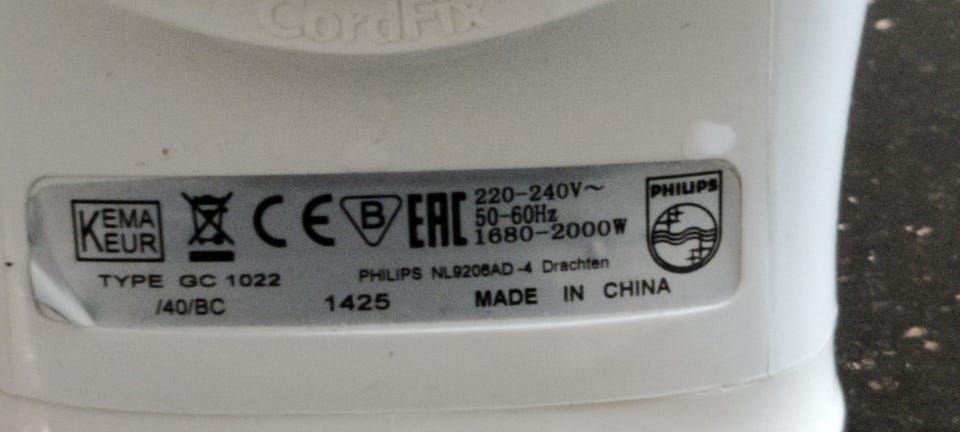 CordFix
KEMA
KEUR
CE
B
EAC
220-240V~
50-60Hz
1680-2000W
PHILIPS
TYPE GC 1022
/40/BC
1425
PHILIPS NL9206AD-4 Drachten
MADE IN CHINA